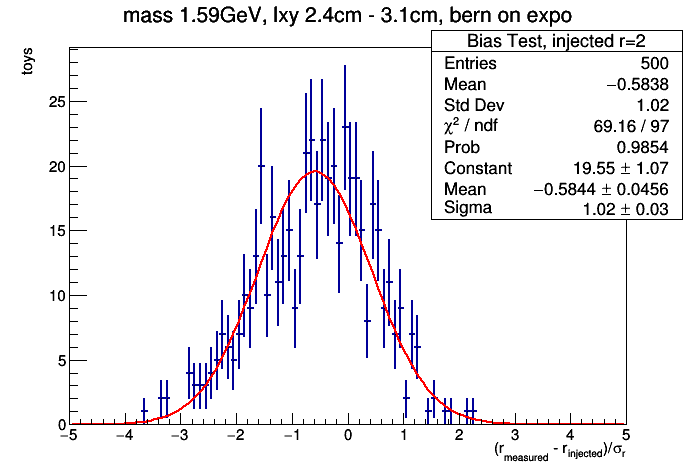 mass 1.59GeV, lxy 2.4cm - 3.1cm, bern on expo
toys
Bias Test, injected r=2
Entries 500
Mean −0.5838
Std Dev 1.02
χ² / ndf 69.16 / 97
Prob 0.9854
Constant 19.55 ± 1.07
Mean −0.5844 ± 0.0456
Sigma 1.02 ± 0.03
25
20
15
10
5
0
−5 −4 −3 −2 −1 0 1 2 3 4 5
(r_measured - r_injected)/σ_r